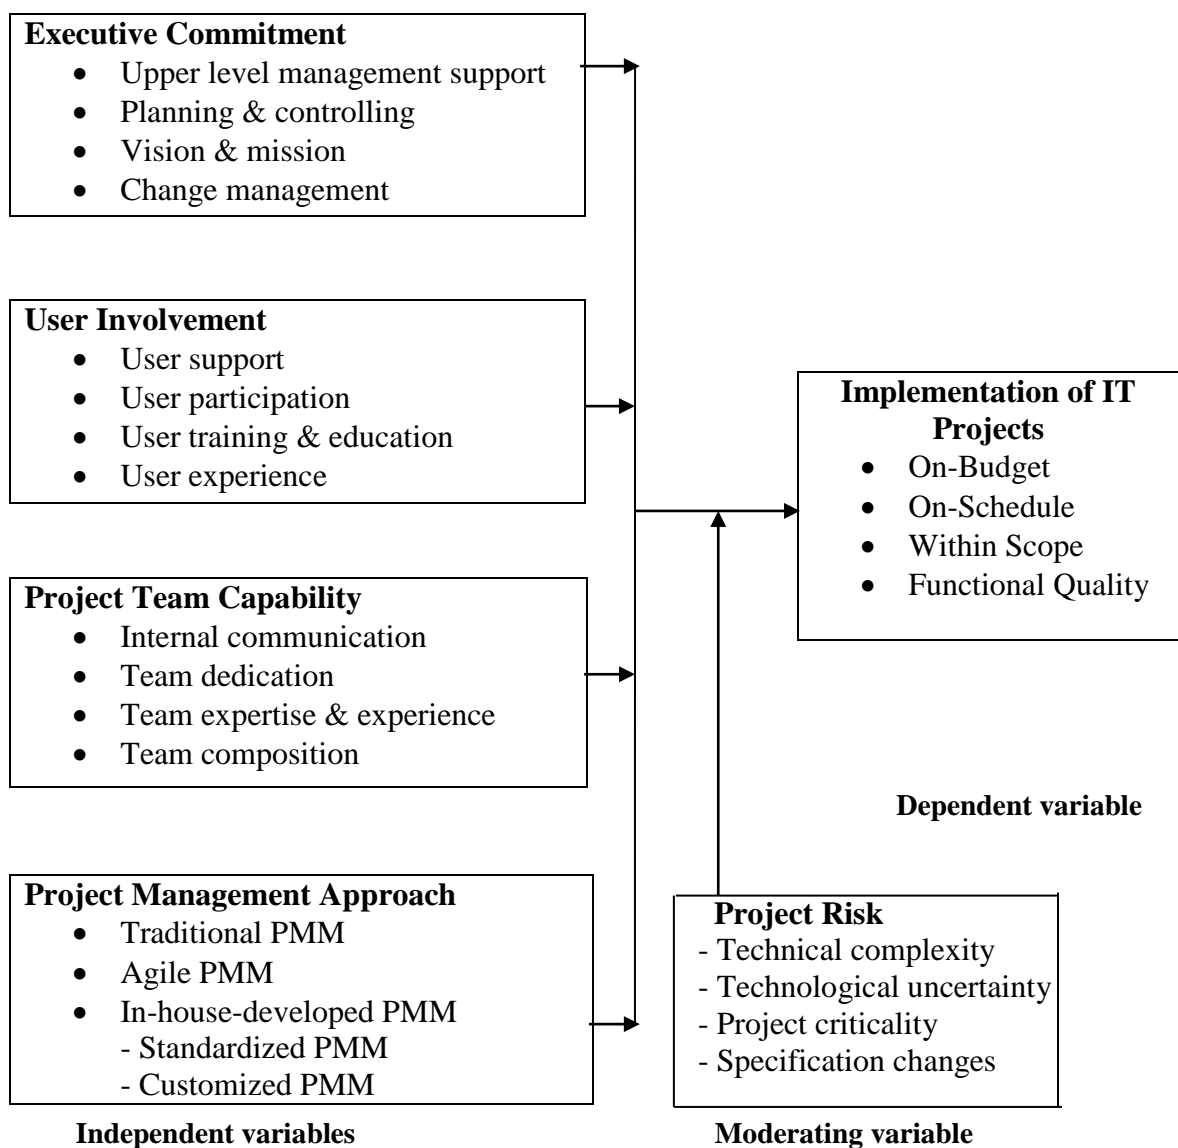 Executive Commitment
• Upper level management support
• Planning & controlling
• Vision & mission
• Change management
User Involvement
• User support
• User participation
• User training & education
• User experience
Project Team Capability
• Internal communication
• Team dedication
• Team expertise & experience
• Team composition
Project Management Approach
• Traditional PMM
• Agile PMM
• In-house-developed PMM
- Standardized PMM
- Customized PMM
Independent variables
Implementation of IT
Projects
• On-Budget
• On-Schedule
• Within Scope
• Functional Quality
Dependent variable
Project Risk
- Technical complexity
- Technological uncertainty
- Project criticality
- Specification changes
Moderating variable